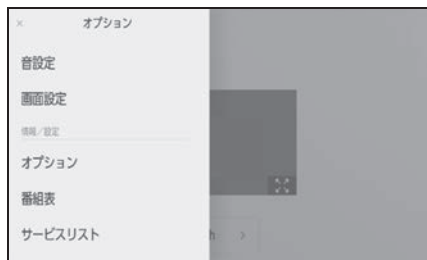 × オプション
音設定
画面設定
情報／設定
オプション
番組表
サービスリスト
h >